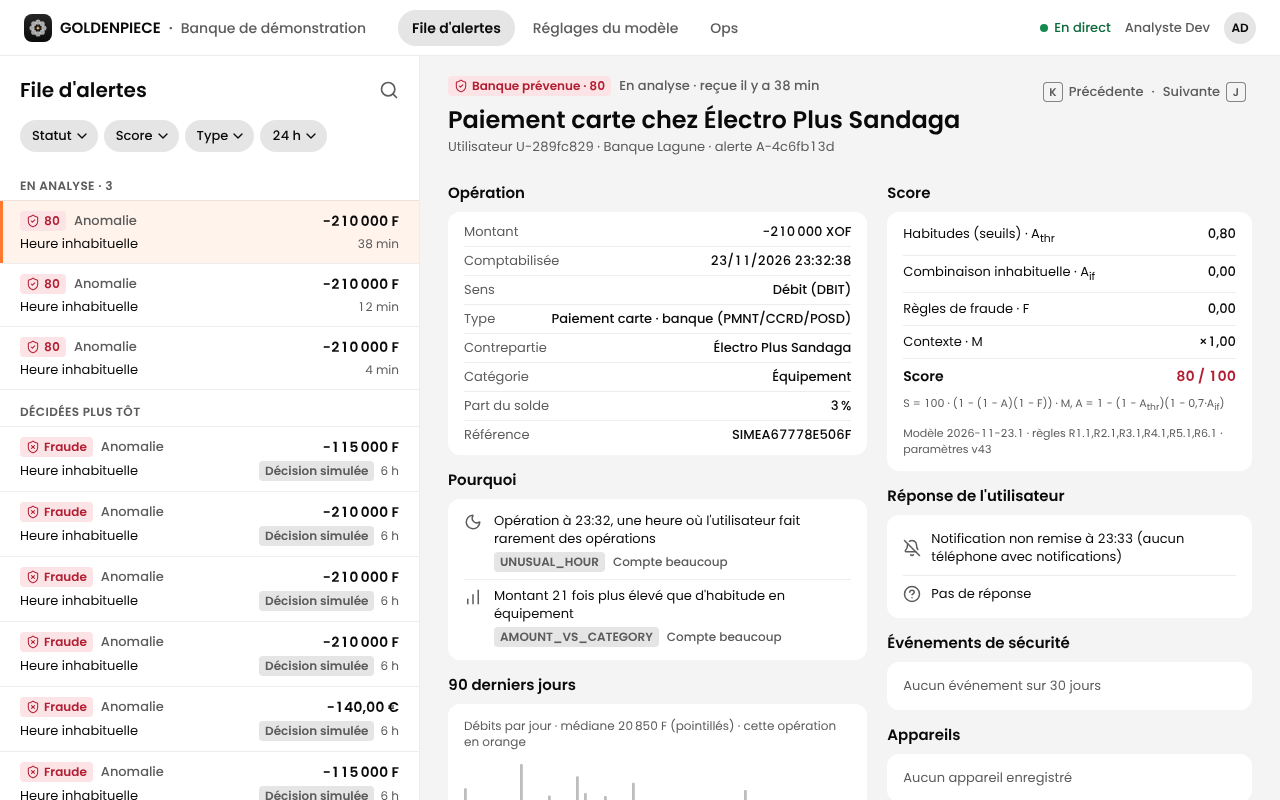 GOLDENPIECE · Banque de démonstration
File d'alertes
Réglages du modèle
Ops
En direct
Analyste Dev
AD
File d'alertes
Statut
Score
Type
24 h
EN ANALYSE · 3
80 Anomalie -210 000 F
Heure inhabituelle 38 min
80 Anomalie -210 000 F
Heure inhabituelle 12 min
80 Anomalie -210 000 F
Heure inhabituelle 4 min
DÉCIDÉES PLUS TÔT
Fraude Anomalie -115 000 F
Heure inhabituelle Décision simulée 6 h
Fraude Anomalie -210 000 F
Heure inhabituelle Décision simulée 6 h
Fraude Anomalie -210 000 F
Heure inhabituelle Décision simulée 6 h
Fraude Anomalie -210 000 F
Heure inhabituelle Décision simulée 6 h
Fraude Anomalie -140,00 €
Heure inhabituelle Décision simulée 6 h
Fraude Anomalie -115 000 F
Heure inhabituelle Décision simulée 6 h
Banque prévenue · 80 En analyse · reçue il y a 38 min
K Précédente · Suivante J
Paiement carte chez Électro Plus Sandaga
Utilisateur U-289fc829 · Banque Lagune · alerte A-4c6fb13d
Opération
Montant -210 000 XOF
Comptabilisée 23/11/2026 23:32:38
Sens Débit (DBIT)
Type Paiement carte · banque (PMNT/CCRD/POSD)
Contrepartie Électro Plus Sandaga
Catégorie Équipement
Part du solde 3 %
Référence SIMEA67778E506F
Pourquoi
Opération à 23:32, une heure où l'utilisateur fait
rarement des opérations
UNUSUAL_HOUR Compte beaucoup
Montant 21 fois plus élevé que d'habitude en
équipement
AMOUNT_VS_CATEGORY Compte beaucoup
90 derniers jours
Débits par jour · médiane 20 850 F (pointillés) · cette opération
en orange
Score
Habitudes (seuils) · Athr 0,80
Combinaison inhabituelle · Aif 0,00
Règles de fraude · F 0,00
Contexte · M ×1,00
Score 80 / 100
S = 100 · (1 - (1 - A)(1 - F)) · M, A = 1 - (1 - Athr)(1 - 0,7·Aif)
Modèle 2026-11-23.1 · règles R1.1,R2.1,R3.1,R4.1,R5.1,R6.1 ·
paramètres v43
Réponse de l'utilisateur
Notification non remise à 23:33 (aucun
téléphone avec notifications)
Pas de réponse
Événements de sécurité
Aucun événement sur 30 jours
Appareils
Aucun appareil enregistré